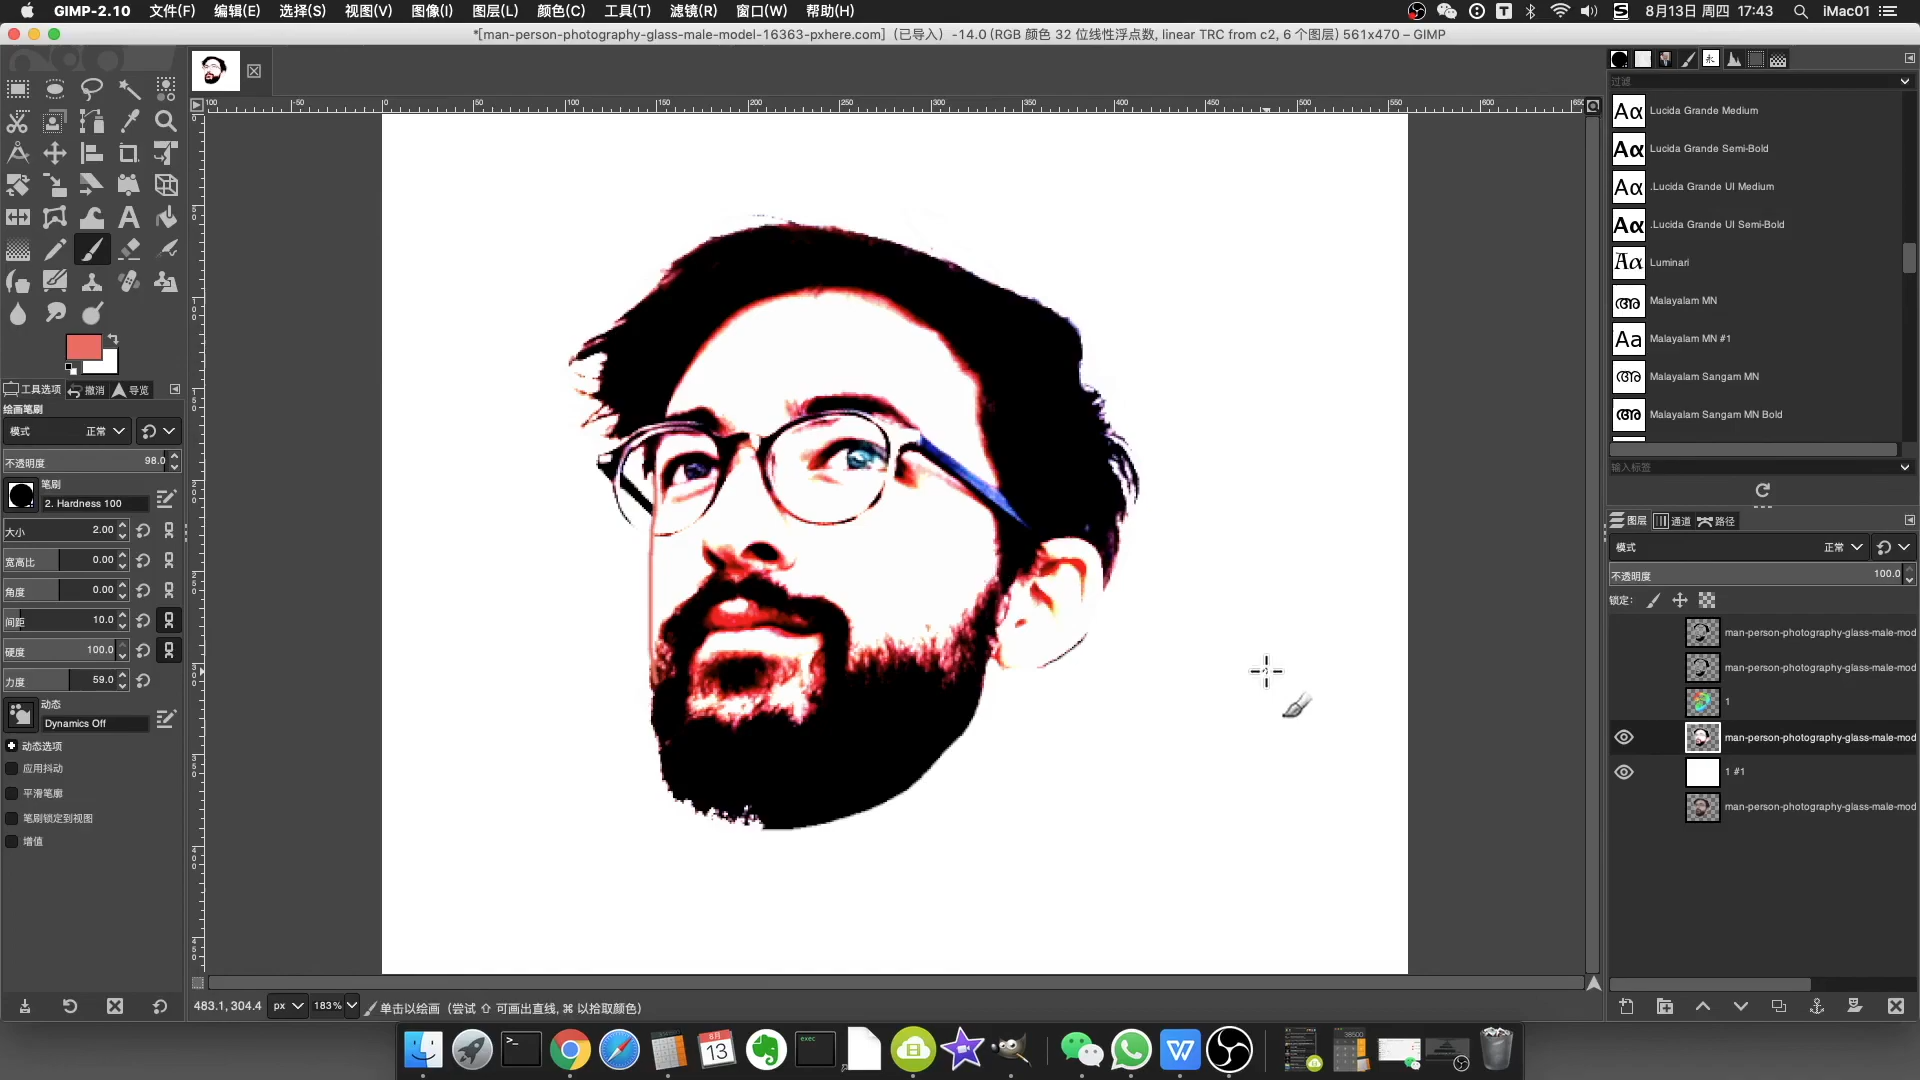 GIMP-2.10 文件(F) 编辑(E) 选择(S) 视图(V) 图像(I) 图层(L) 颜色(C) 工具(T) 滤镜(R) 窗口(W) 帮助(H) 8月13日 周四 17:43 iMac01
*[man-person-photography-glass-male-model-16363-pxhere.com]（已导入）-14.0 (RGB 颜色 32 位线性浮点数, linear TRC from c2, 6 个图层) 561x470 – GIMP
过滤
Lucida Grande Medium
Lucida Grande Semi-Bold
.Lucida Grande UI Medium
.Lucida Grande UI Semi-Bold
Luminari
Malayalam MN
Malayalam MN #1
Malayalam Sangam MN
Malayalam Sangam MN Bold
输入标签
工具选项 撤消 导览
绘画笔刷
模式 正常
不透明度 98.0
笔刷
2. Hardness 100
大小 2.00
宽高比 0.00
角度 0.00
间距 10.0
硬度 100.0
力度 59.0
动态
Dynamics Off
动态选项
应用抖动
平滑笔廓
笔刷锁定到视图
增值
图层 通道 路径
模式 正常
不透明度 100.0
锁定:
man-person-photography-glass-male-mod
man-person-photography-glass-male-mod
1
man-person-photography-glass-male-mod
1 #1
man-person-photography-glass-male-mod
483.1, 304.4 px 183% 单击以绘画（尝试 ⇧ 可画出直线, ⌘ 以拾取颜色）
8月
13
exec